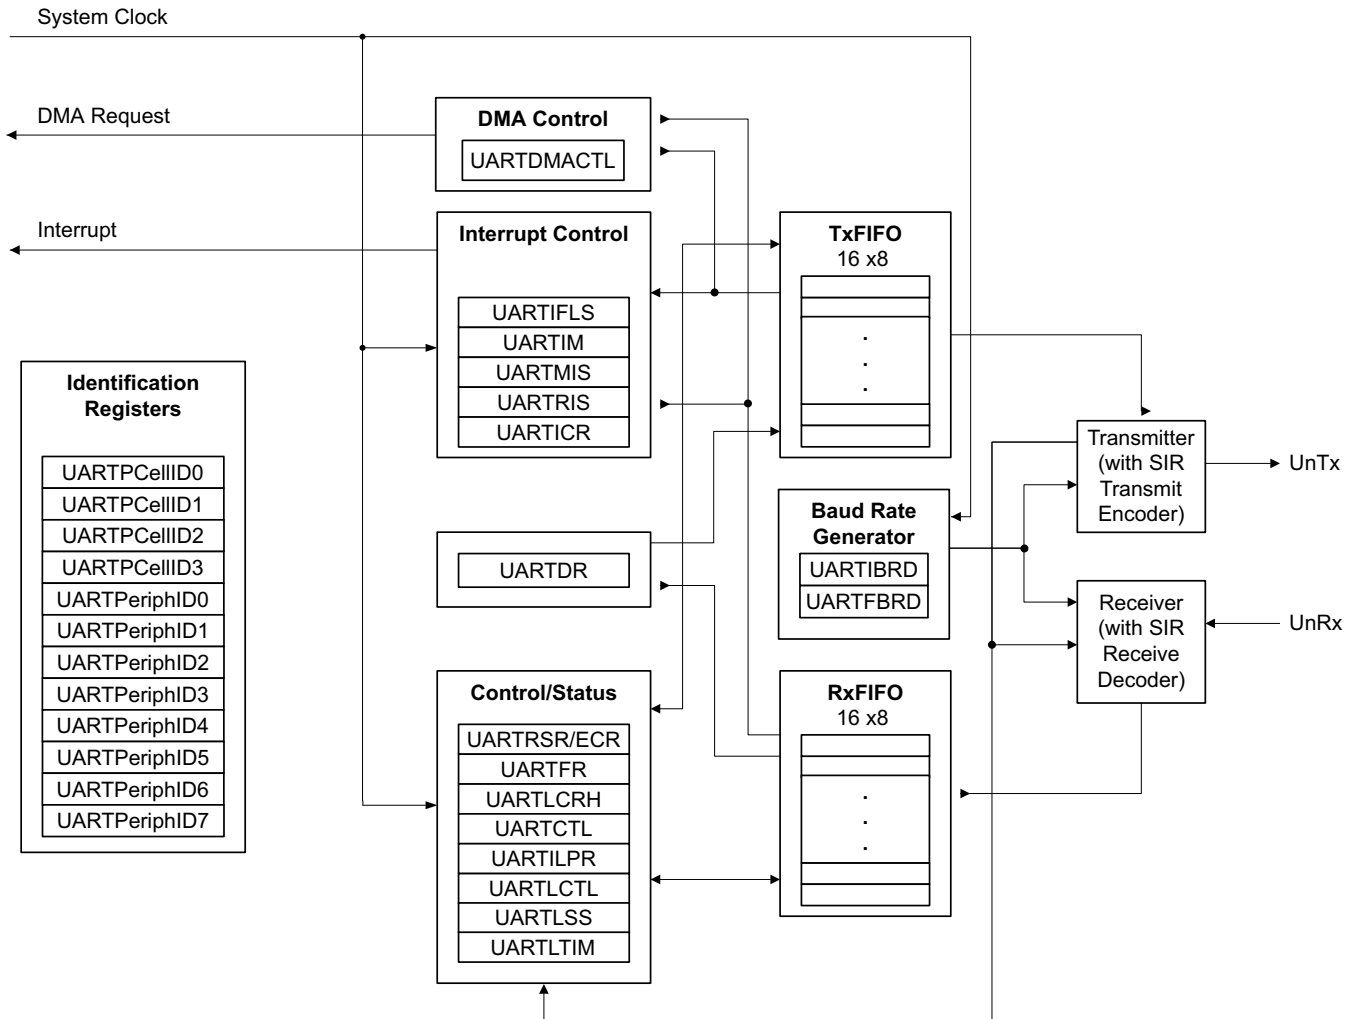 System Clock
DMA Request
DMA Control
UARTDMACTL
Interrupt
Interrupt Control
UARTIFLS
UARTIM
UARTMIS
UARTRIS
UARTICR
TxFIFO
16 x8
.
.
.
Identification
Registers
UARTPCellID0
UARTPCellID1
UARTPCellID2
UARTPCellID3
UARTPeriphID0
UARTPeriphID1
UARTPeriphID2
UARTPeriphID3
UARTPeriphID4
UARTPeriphID5
UARTPeriphID6
UARTPeriphID7
UARTDR
Baud Rate
Generator
UARTIBRD
UARTFBRD
Transmitter
(with SIR
Transmit
Encoder)
UnTx
Receiver
(with SIR
Receive
Decoder)
UnRx
Control/Status
UARTRSR/ECR
UARTFR
UARTLCRH
UARTCTL
UARTILPR
UARTLCTL
UARTLSS
UARTLTIM
RxFIFO
16 x8
.
.
.